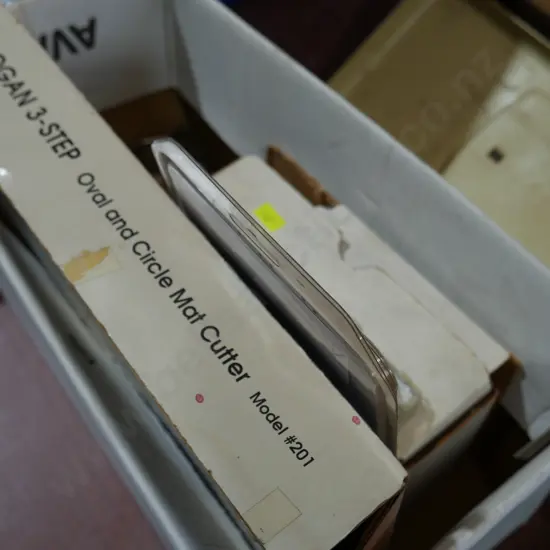 OGAN 3-STEP Oval and Circle Mat Cutter Model #201
AV